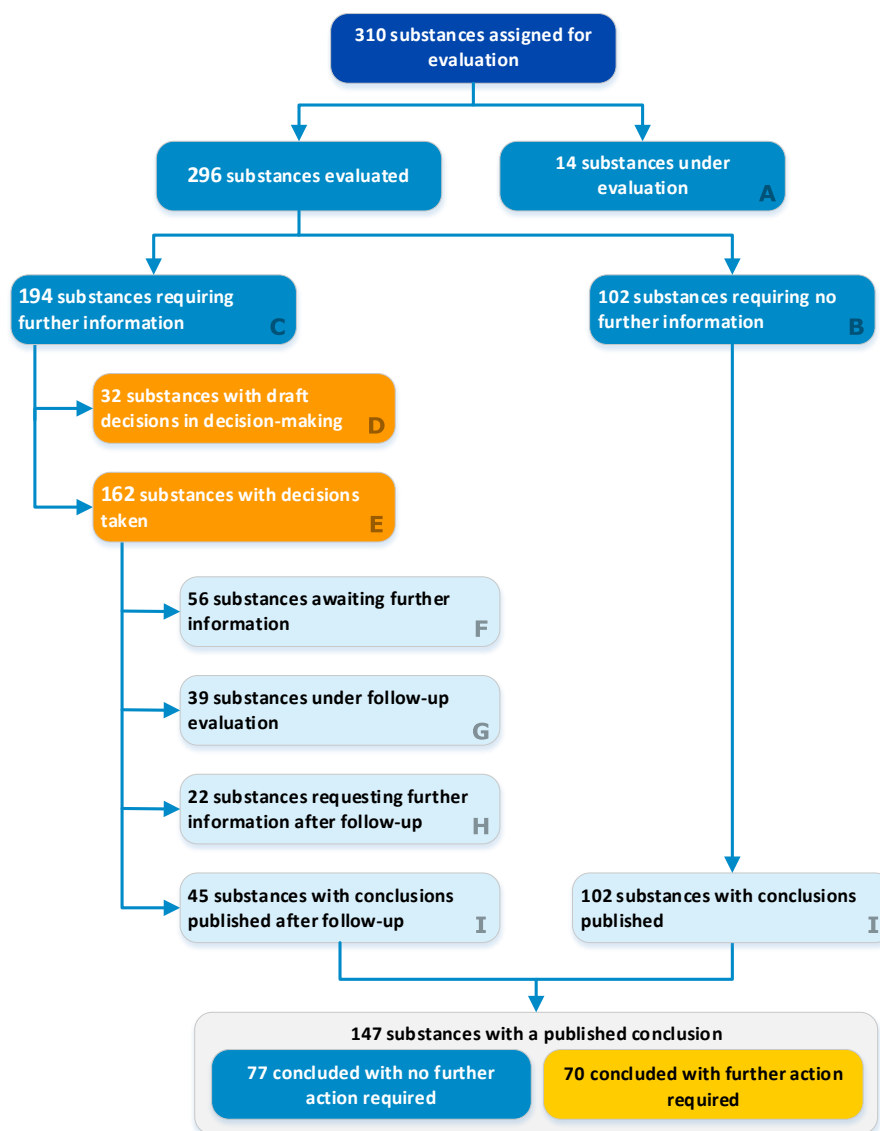 310 substances assigned for
evaluation
296 substances evaluated
14 substances under
evaluation
A
194 substances requiring
further information
C
102 substances requiring no
further information
B
32 substances with draft
decisions in decision-making
D
162 substances with decisions
taken
E
56 substances awaiting further
information
F
39 substances under follow-up
evaluation
G
22 substances requesting further
information after follow-up
H
45 substances with conclusions
published after follow-up
I
102 substances with conclusions
published
I
147 substances with a published conclusion
77 concluded with no further
action required
70 concluded with further action
required